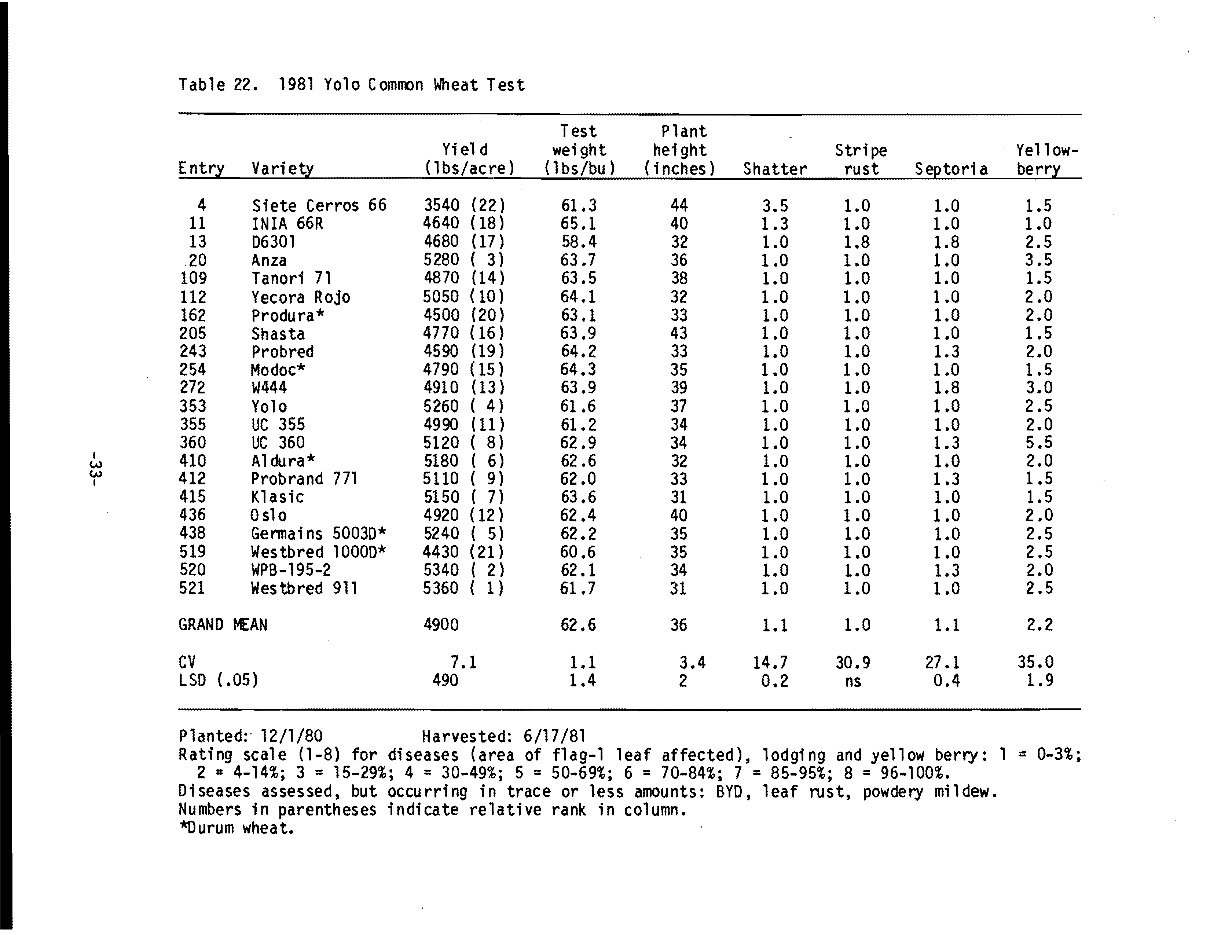 Table 22. 1981 Yolo Common Wheat Test
Test Plant
Yield weight height Stripe Yellow-
Entry Variety (lbs/acre) (lbs/bu) (inches) Shatter rust Septoria berry
4 Siete Cerros 66 3540 (22) 61.3 44 3.5 1.0 1.0 1.5
11 INIA 66R 4640 (18) 65.1 40 1.3 1.0 1.0 1.0
13 D6301 4680 (17) 58.4 32 1.0 1.8 1.8 2.5
20 Anza 5280 ( 3) 63.7 36 1.0 1.0 1.0 3.5
109 Tanori 71 4870 (14) 63.5 38 1.0 1.0 1.0 1.5
112 Yecora Rojo 5050 (10) 64.1 32 1.0 1.0 1.0 2.0
162 Produra* 4500 (20) 63.1 33 1.0 1.0 1.0 2.0
205 Shasta 4770 (16) 63.9 43 1.0 1.0 1.0 1.5
243 Probred 4590 (19) 64.2 33 1.0 1.0 1.3 2.0
254 Modoc* 4790 (15) 64.3 35 1.0 1.0 1.0 1.5
272 W444 4910 (13) 63.9 39 1.0 1.0 1.8 3.0
353 Yolo 5260 ( 4) 61.6 37 1.0 1.0 1.0 2.5
355 UC 355 4990 (11) 61.2 34 1.0 1.0 1.0 2.0
360 UC 360 5120 ( 8) 62.9 34 1.0 1.0 1.3 5.5
410 Aldura* 5180 ( 6) 62.6 32 1.0 1.0 1.0 2.0
412 Probrand 771 5110 ( 9) 62.0 33 1.0 1.0 1.3 1.5
415 Klasic 5150 ( 7) 63.6 31 1.0 1.0 1.0 1.5
436 Oslo 4920 (12) 62.4 40 1.0 1.0 1.0 2.0
438 Germains 5003D* 5240 ( 5) 62.2 35 1.0 1.0 1.0 2.5
519 Westbred 1000D* 4430 (21) 60.6 35 1.0 1.0 1.0 2.5
520 WPB-195-2 5340 ( 2) 62.1 34 1.0 1.0 1.3 2.0
521 Westbred 911 5360 ( 1) 61.7 31 1.0 1.0 1.0 2.5
GRAND MEAN 4900 62.6 36 1.1 1.0 1.1 2.2
CV 7.1 1.1 3.4 14.7 30.9 27.1 35.0
LSD (.05) 490 1.4 2 0.2 ns 0.4 1.9
Planted: 12/1/80 Harvested: 6/17/81
Rating scale (1-8) for diseases (area of flag-1 leaf affected), lodging and yellow berry: 1 = 0-3%;
2 = 4-14%; 3 = 15-29%; 4 = 30-49%; 5 = 50-69%; 6 = 70-84%; 7 = 85-95%; 8 = 96-100%.
Diseases assessed, but occurring in trace or less amounts: BYD, leaf rust, powdery mildew.
Numbers in parentheses indicate relative rank in column.
*Durum wheat.
-33-